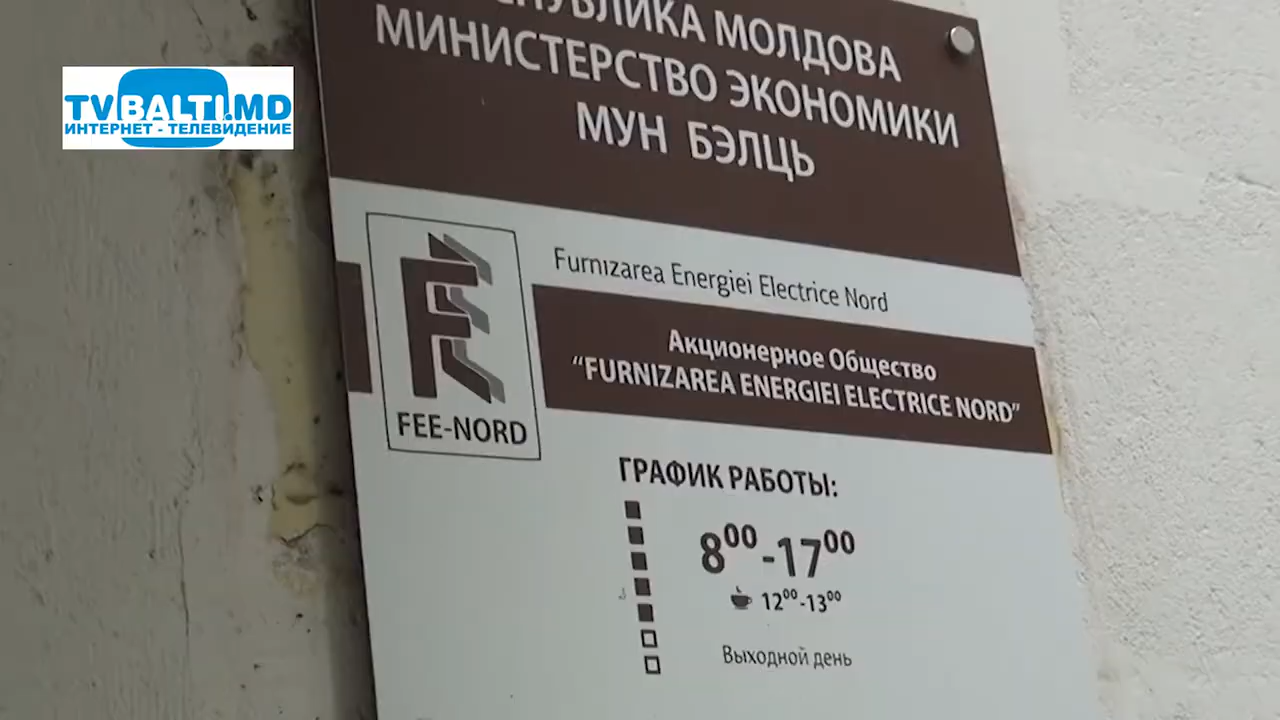 TVBALTI.MD
ИНТЕРНЕТ - ТЕЛЕВИДЕНИЕ
МОЛДОВА
МИНИСТЕРСТВО ЭКОНОМИКИ
МУН БЭЛЦЬ
Furnizarea Energiei Electrice Nord
Акционерное Общество
“FURNIZAREA ENERGIEI ELECTRICE NORD”
FEE-NORD
ГРАФИК РАБОТЫ:
8⁰⁰-17⁰⁰
12⁰⁰-13⁰⁰
Выходной день